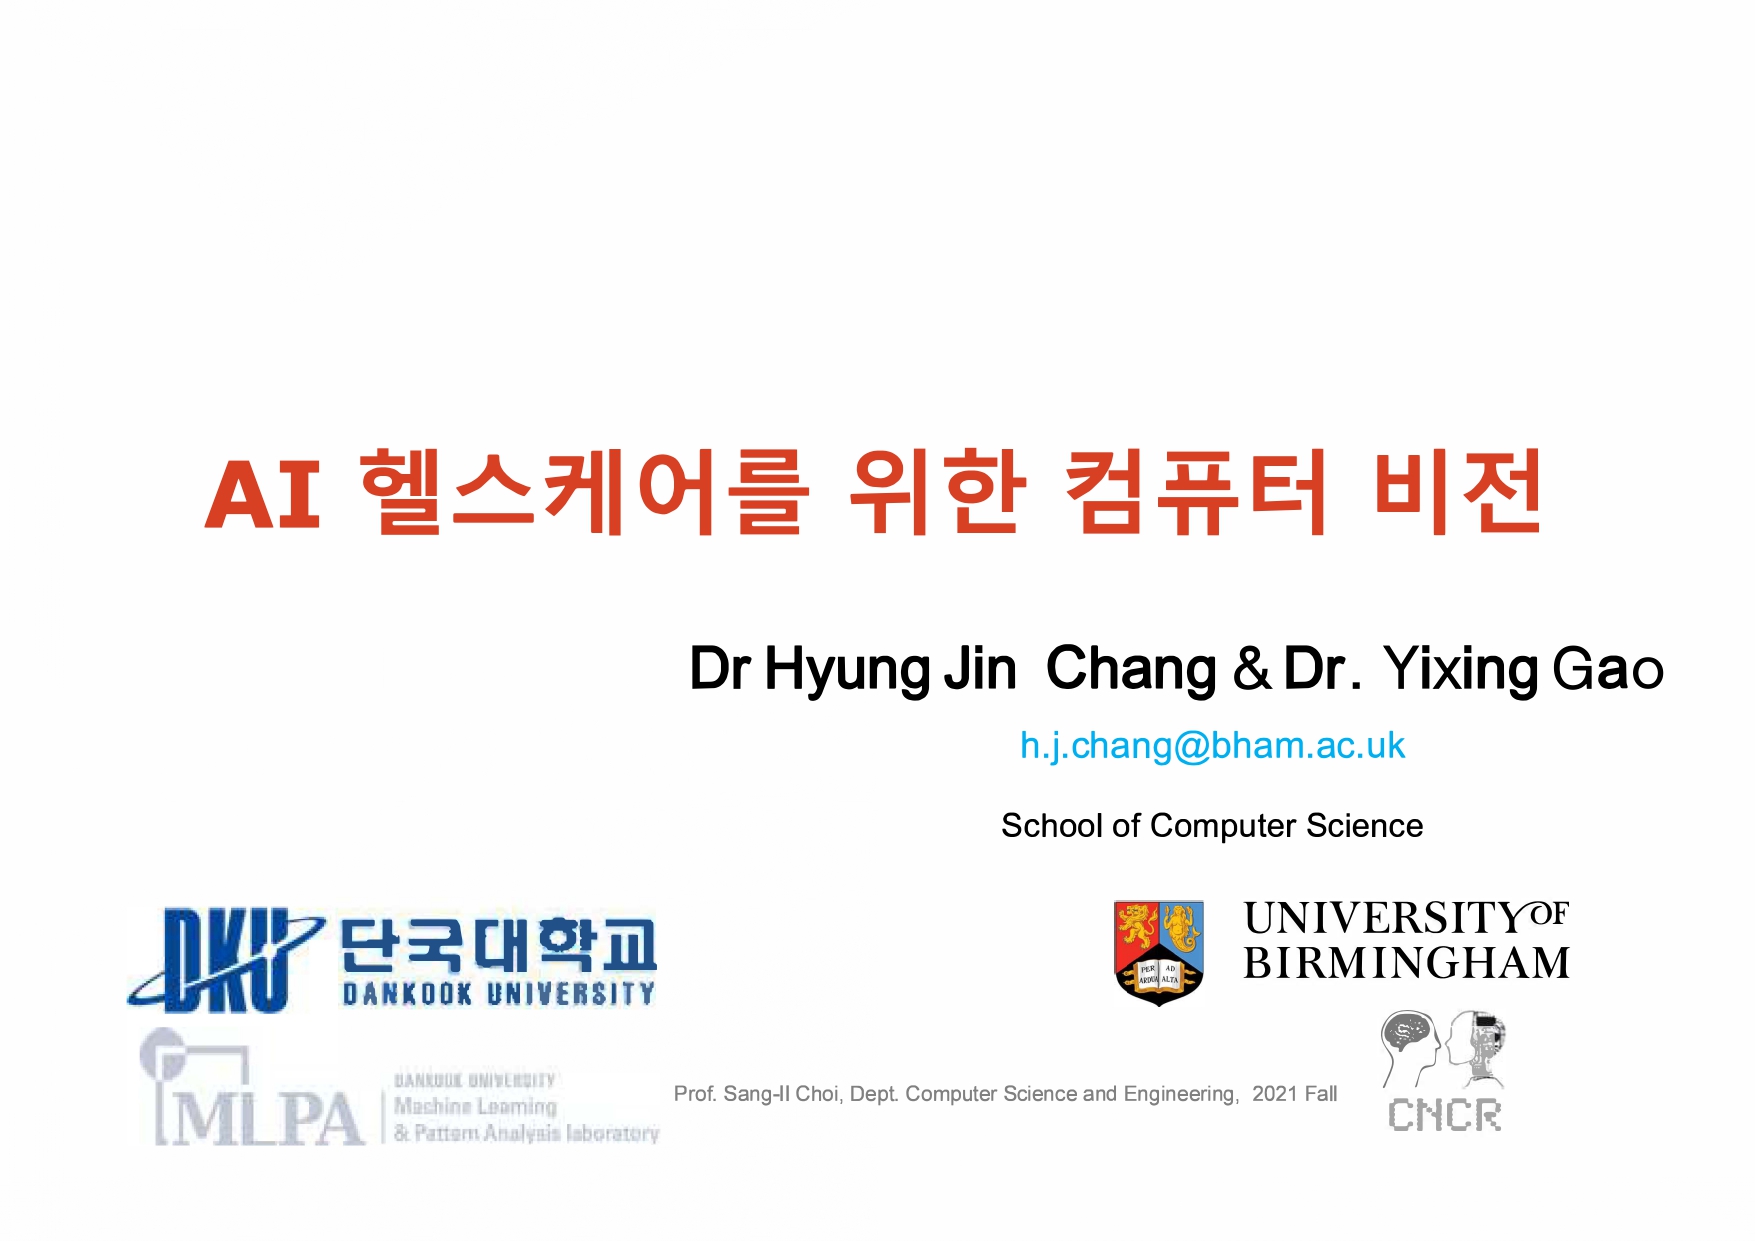 AI 헬스케어를 위한 컴퓨터 비전
Dr Hyung Jin Chang & Dr. Yixing Gao
h.j.chang@bham.ac.uk
School of Computer Science
DKU 단국대학교
DANKOOK UNIVERSITY
PER AD
ARDUA ALTA
UNIVERSITY OF
BIRMINGHAM
MLPA
DANKOOK UNIVERSITY
Machine Learning
& Pattern Analysis laboratory
Prof. Sang-Il Choi, Dept. Computer Science and Engineering, 2021 Fall
CNCR